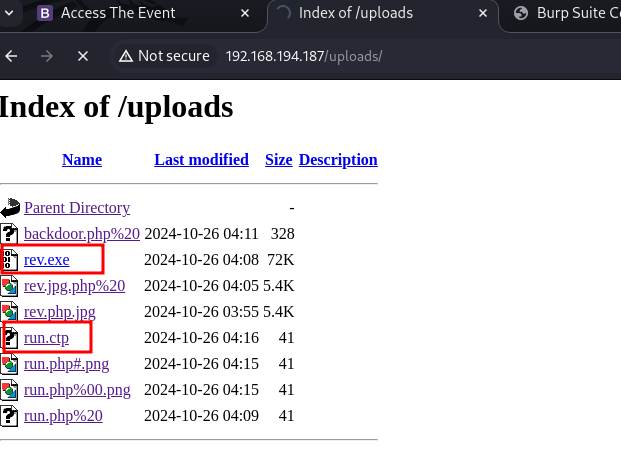 B Access The Event × Index of /uploads × Burp Suite Co
Not secure 192.168.194.187/uploads/
Index of /uploads
Name Last modified Size Description
Parent Directory -
backdoor.php%20 2024-10-26 04:11 328
rev.exe 2024-10-26 04:08 72K
rev.jpg.php%20 2024-10-26 04:05 5.4K
rev.php.jpg 2024-10-26 03:55 5.4K
run.ctp 2024-10-26 04:16 41
run.php#.png 2024-10-26 04:15 41
run.php%00.png 2024-10-26 04:15 41
run.php%20 2024-10-26 04:09 41